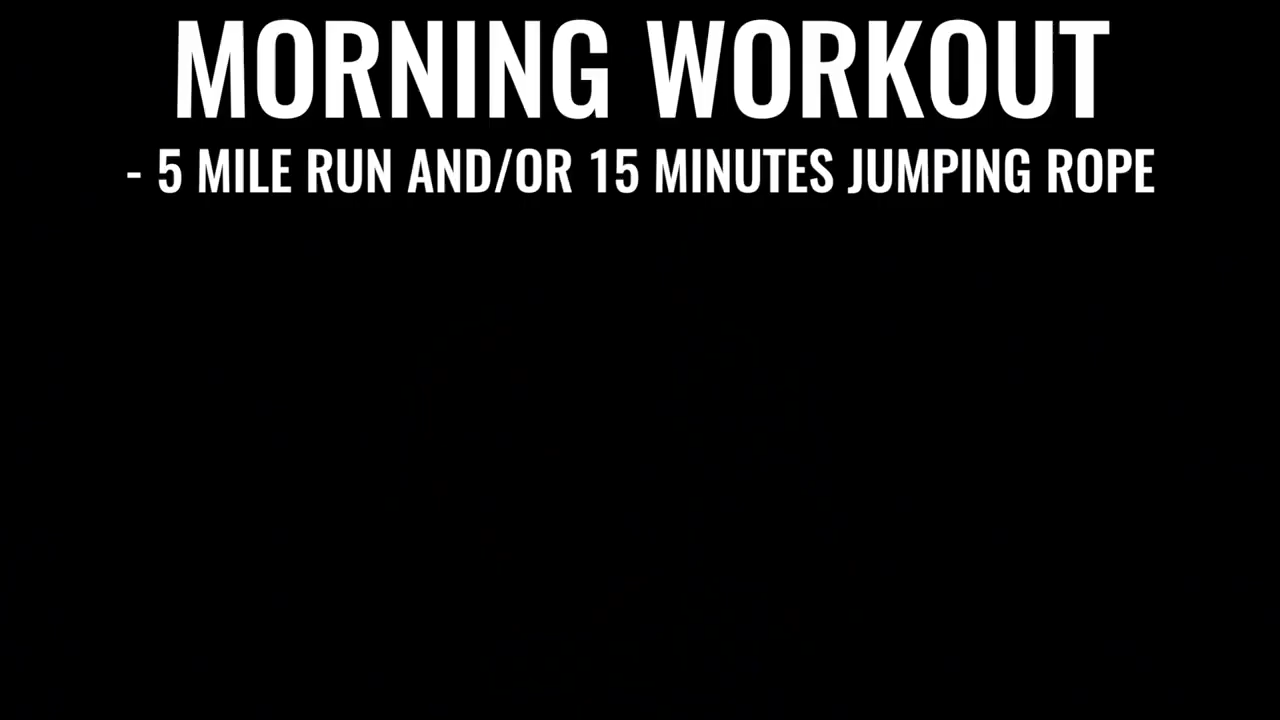 MORNING WORKOUT
- 5 MILE RUN AND/OR 15 MINUTES JUMPING ROPE